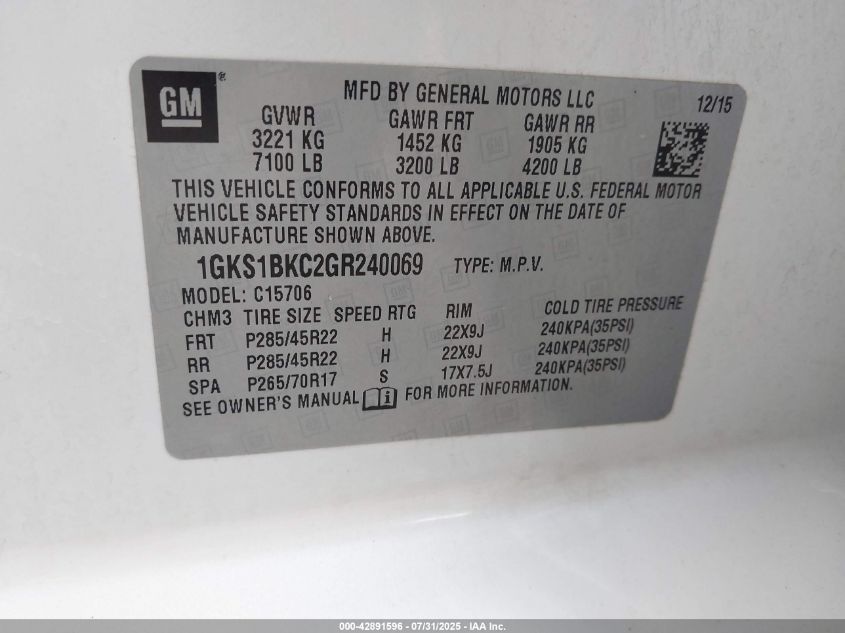 GM
MFD BY GENERAL MOTORS LLC 12/15
GVWR GAWR FRT GAWR RR
3221 KG 1452 KG 1905 KG
7100 LB 3200 LB 4200 LB
THIS VEHICLE CONFORMS TO ALL APPLICABLE U.S. FEDERAL MOTOR
VEHICLE SAFETY STANDARDS IN EFFECT ON THE DATE OF
MANUFACTURE SHOWN ABOVE.
1GKS1BKC2GR240069 TYPE: M.P.V.
MODEL: C15706
CHM3 TIRE SIZE SPEED RTG RIM COLD TIRE PRESSURE
FRT P285/45R22 H 22X9J 240KPA(35PSI)
RR P285/45R22 H 22X9J 240KPA(35PSI)
SPA P265/70R17 S 17X7.5J 240KPA(35PSI)
SEE OWNER'S MANUAL FOR MORE INFORMATION.
000-42891596 - 07/31/2025 - IAA Inc.